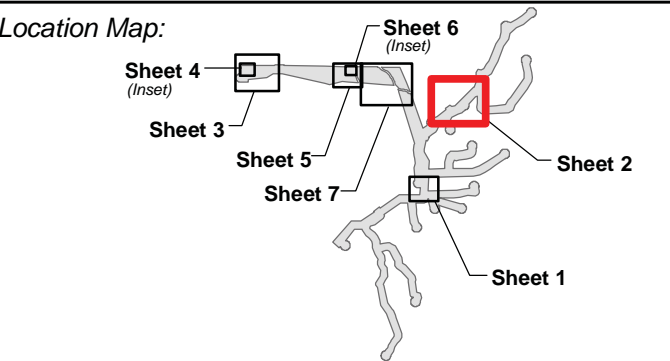 Location Map:
Sheet 6
(Inset)
Sheet 4
(Inset)
Sheet 3
Sheet 5
Sheet 2
Sheet 7
Sheet 1